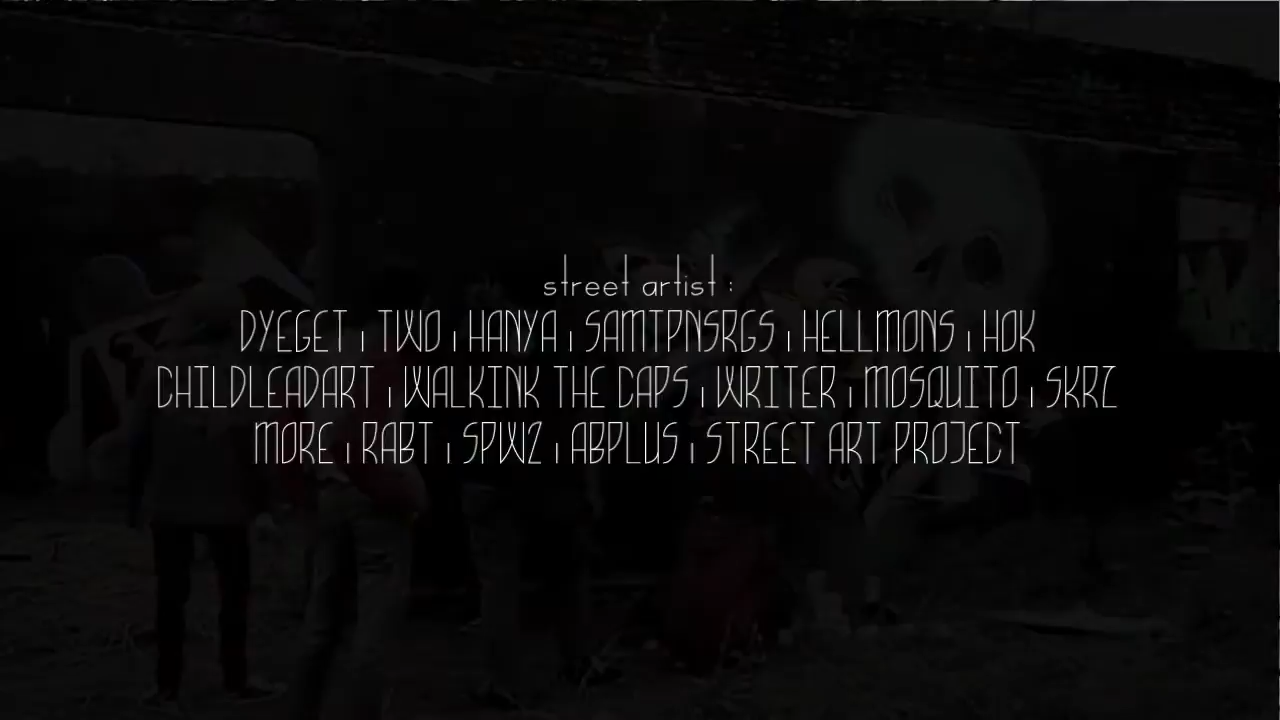 street artist :
DYEGET | TWO | HANYA | SAMTPNSRGS | HELLMONS | HOK
CHILDLEADART | WALKINK THE CAPS | WRITER | MOSQUITO | SKRZ
MORE | RABT | SPW2 | ABPLUS | STREET ART PROJECT